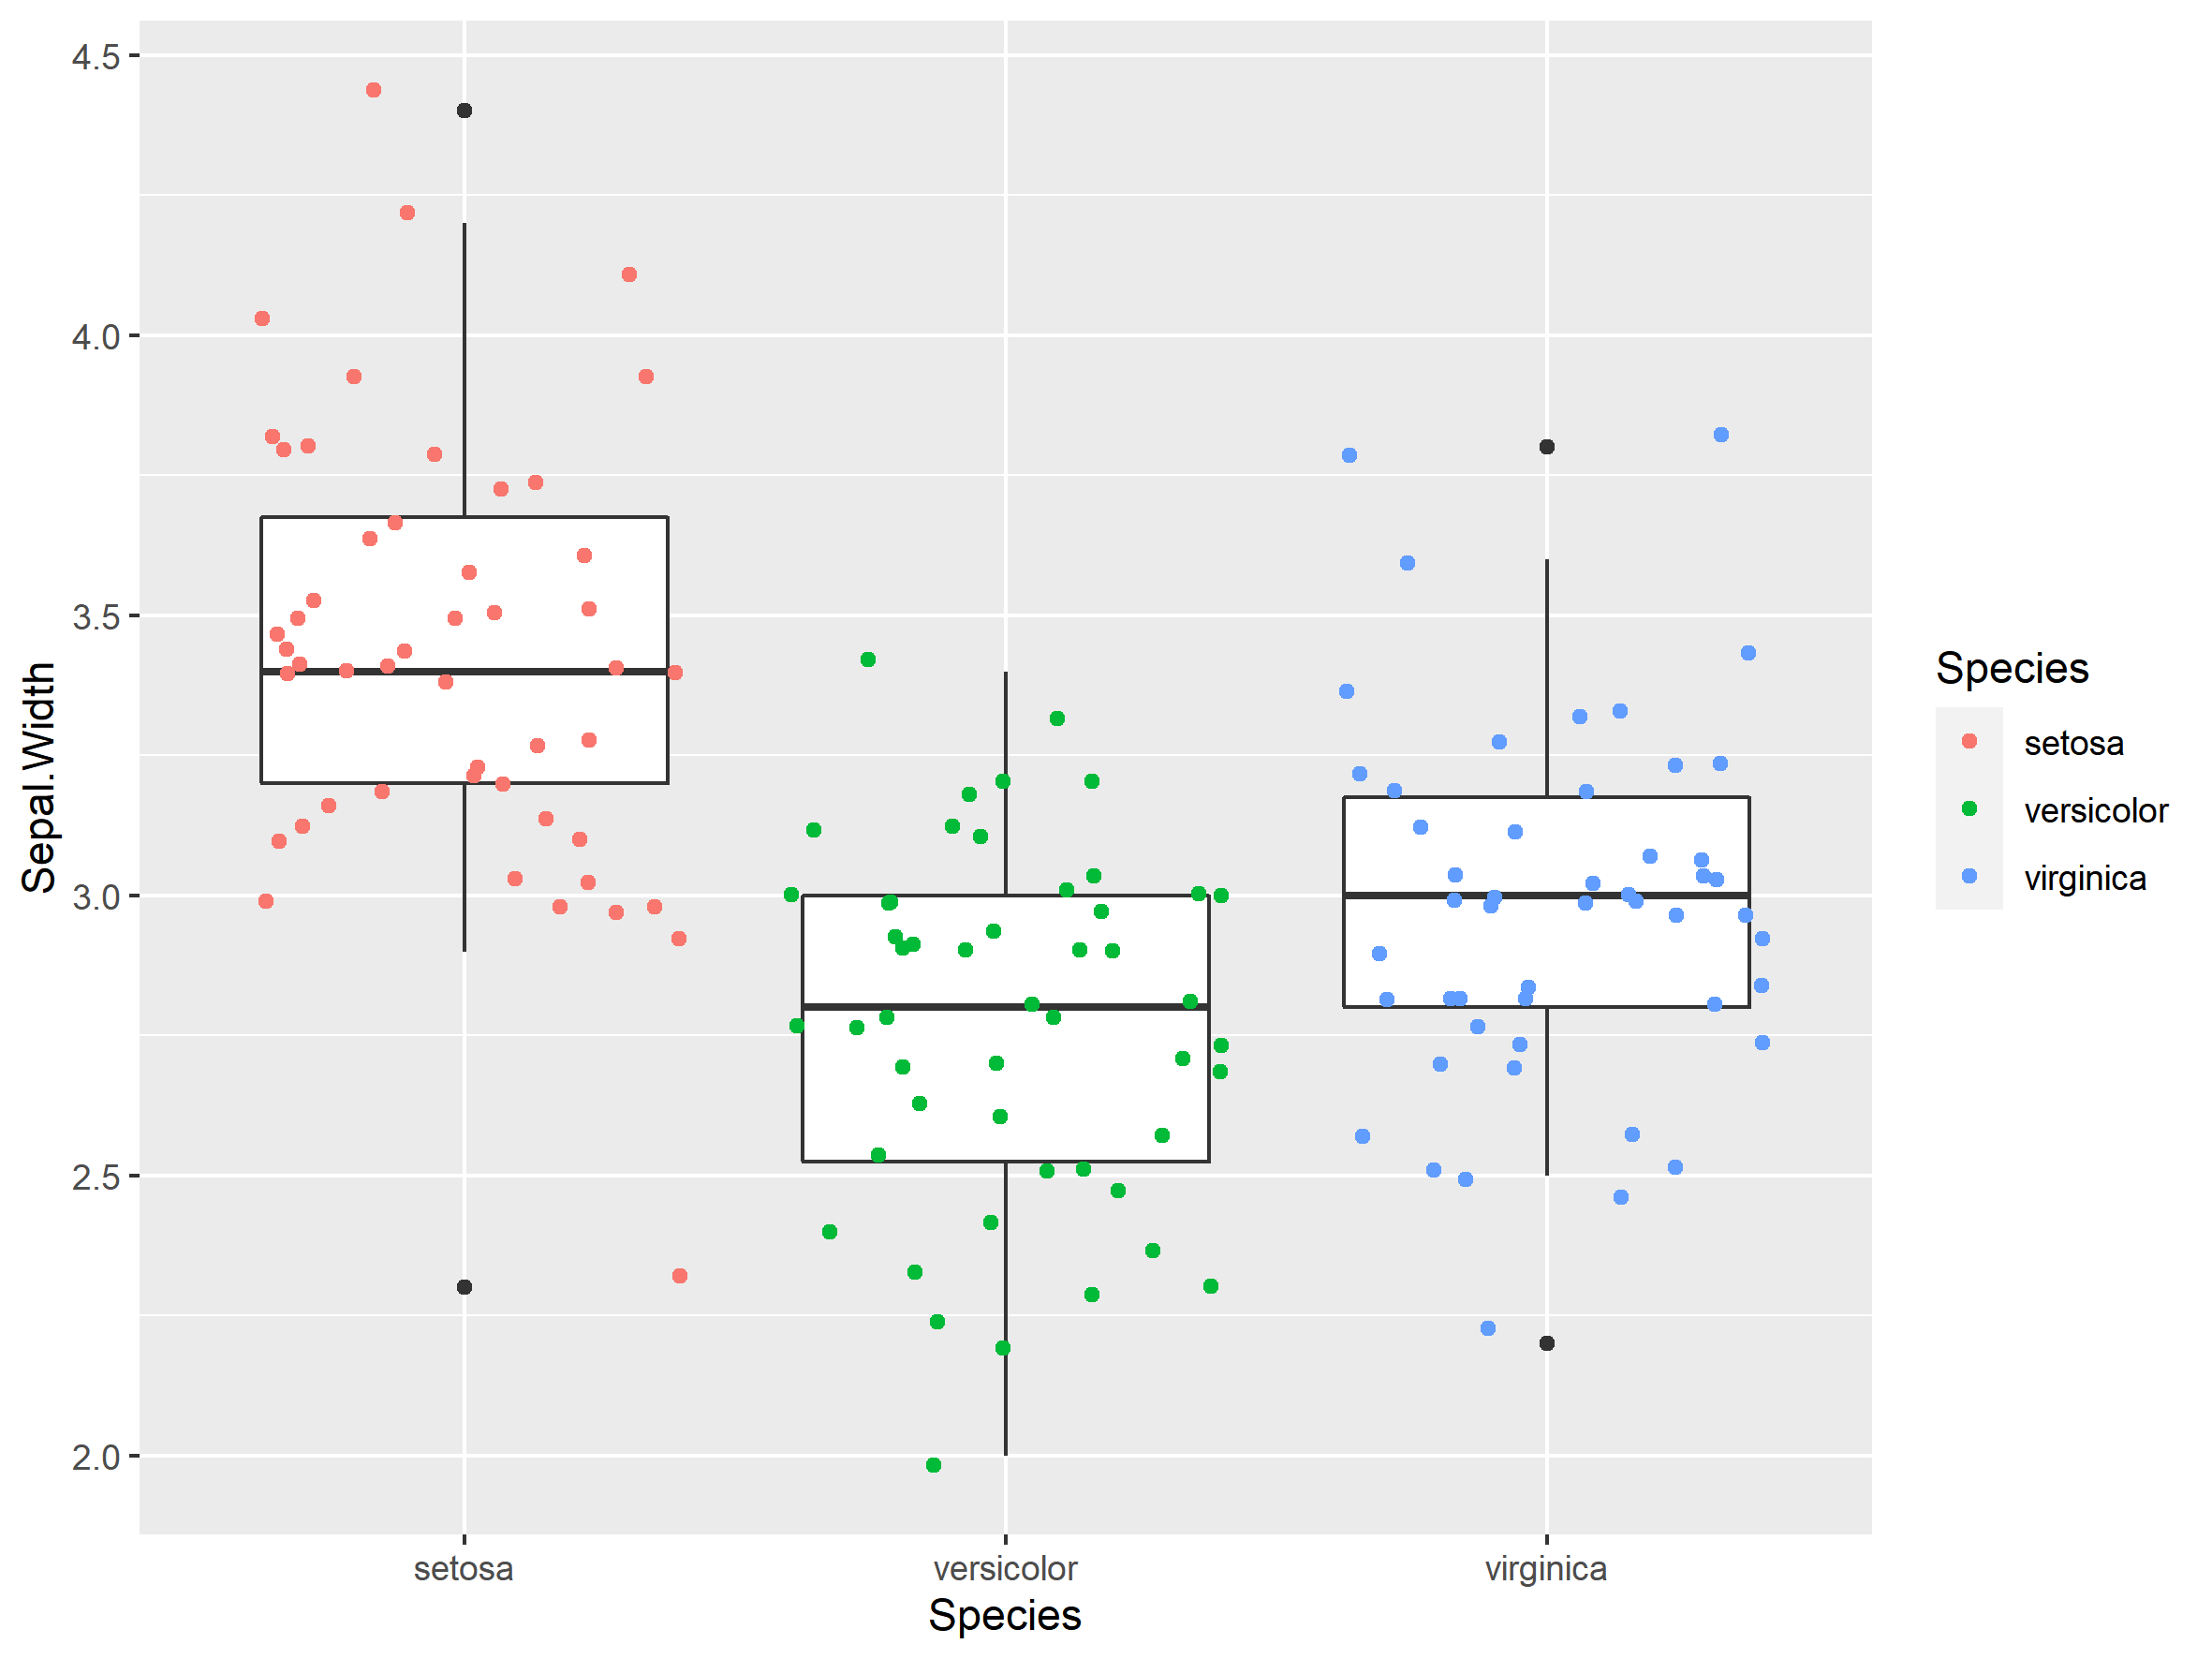 Sepal.Width
4.5
4.0
3.5
3.0
2.5
2.0
setosa
versicolor
virginica
Species
Species
setosa
versicolor
virginica